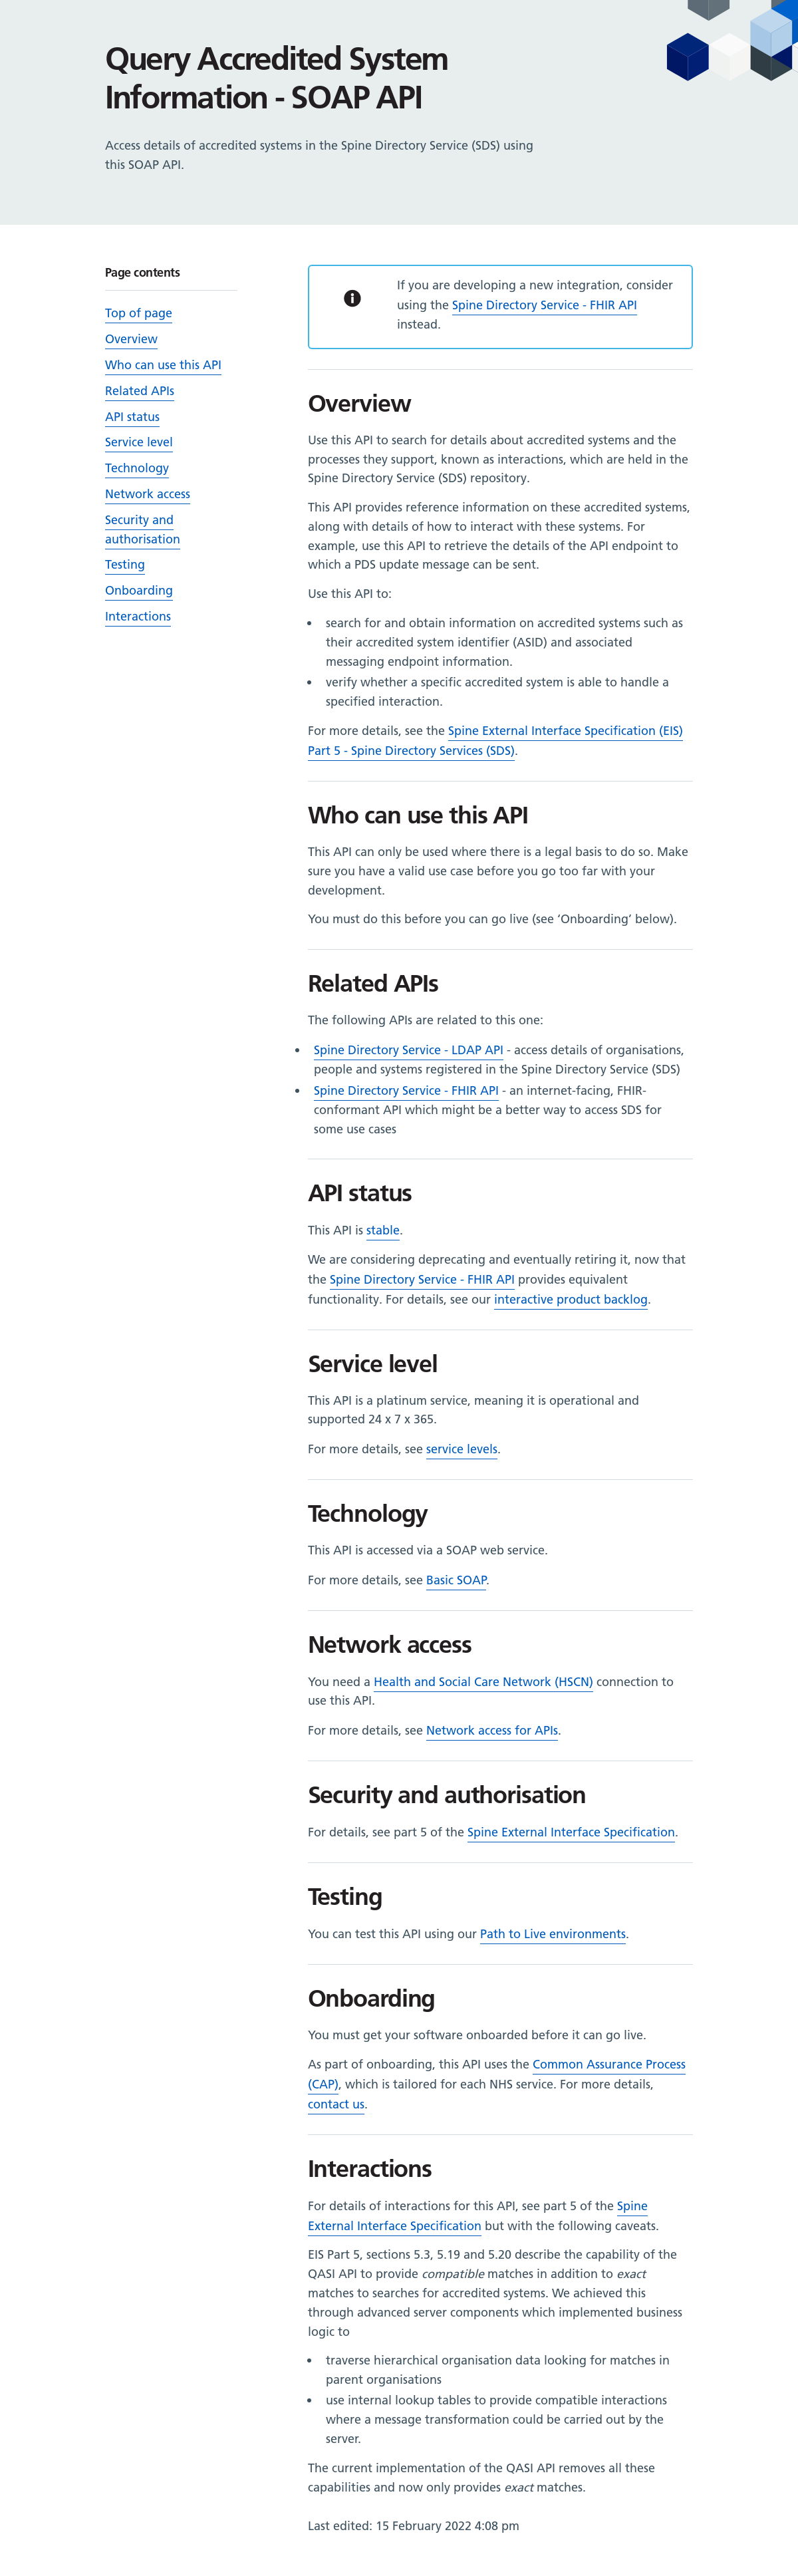 Query Accredited System
Information - SOAP API
Access details of accredited systems in the Spine Directory Service (SDS) using
this SOAP API.
Page contents
Top of page
Overview
Who can use this API
Related APIs
API status
Service level
Technology
Network access
Security and
authorisation
Testing
Onboarding
Interactions
If you are developing a new integration, consider
using the Spine Directory Service - FHIR API
instead.
Overview
Use this API to search for details about accredited systems and the
processes they support, known as interactions, which are held in the
Spine Directory Service (SDS) repository.
This API provides reference information on these accredited systems,
along with details of how to interact with these systems. For
example, use this API to retrieve the details of the API endpoint to
which a PDS update message can be sent.
Use this API to:
• search for and obtain information on accredited systems such as
their accredited system identifier (ASID) and associated
messaging endpoint information.
• verify whether a specific accredited system is able to handle a
specified interaction.
For more details, see the Spine External Interface Specification (EIS)
Part 5 - Spine Directory Services (SDS).
Who can use this API
This API can only be used where there is a legal basis to do so. Make
sure you have a valid use case before you go too far with your
development.
You must do this before you can go live (see ‘Onboarding’ below).
Related APIs
The following APIs are related to this one:
• Spine Directory Service - LDAP API - access details of organisations,
people and systems registered in the Spine Directory Service (SDS)
• Spine Directory Service - FHIR API - an internet-facing, FHIR-
conformant API which might be a better way to access SDS for
some use cases
API status
This API is stable.
We are considering deprecating and eventually retiring it, now that
the Spine Directory Service - FHIR API provides equivalent
functionality. For details, see our interactive product backlog.
Service level
This API is a platinum service, meaning it is operational and
supported 24 x 7 x 365.
For more details, see service levels.
Technology
This API is accessed via a SOAP web service.
For more details, see Basic SOAP.
Network access
You need a Health and Social Care Network (HSCN) connection to
use this API.
For more details, see Network access for APIs.
Security and authorisation
For details, see part 5 of the Spine External Interface Specification.
Testing
You can test this API using our Path to Live environments.
Onboarding
You must get your software onboarded before it can go live.
As part of onboarding, this API uses the Common Assurance Process
(CAP), which is tailored for each NHS service. For more details,
contact us.
Interactions
For details of interactions for this API, see part 5 of the Spine
External Interface Specification but with the following caveats.
EIS Part 5, sections 5.3, 5.19 and 5.20 describe the capability of the
QASI API to provide compatible matches in addition to exact
matches to searches for accredited systems. We achieved this
through advanced server components which implemented business
logic to
• traverse hierarchical organisation data looking for matches in
parent organisations
• use internal lookup tables to provide compatible interactions
where a message transformation could be carried out by the
server.
The current implementation of the QASI API removes all these
capabilities and now only provides exact matches.
Last edited: 15 February 2022 4:08 pm